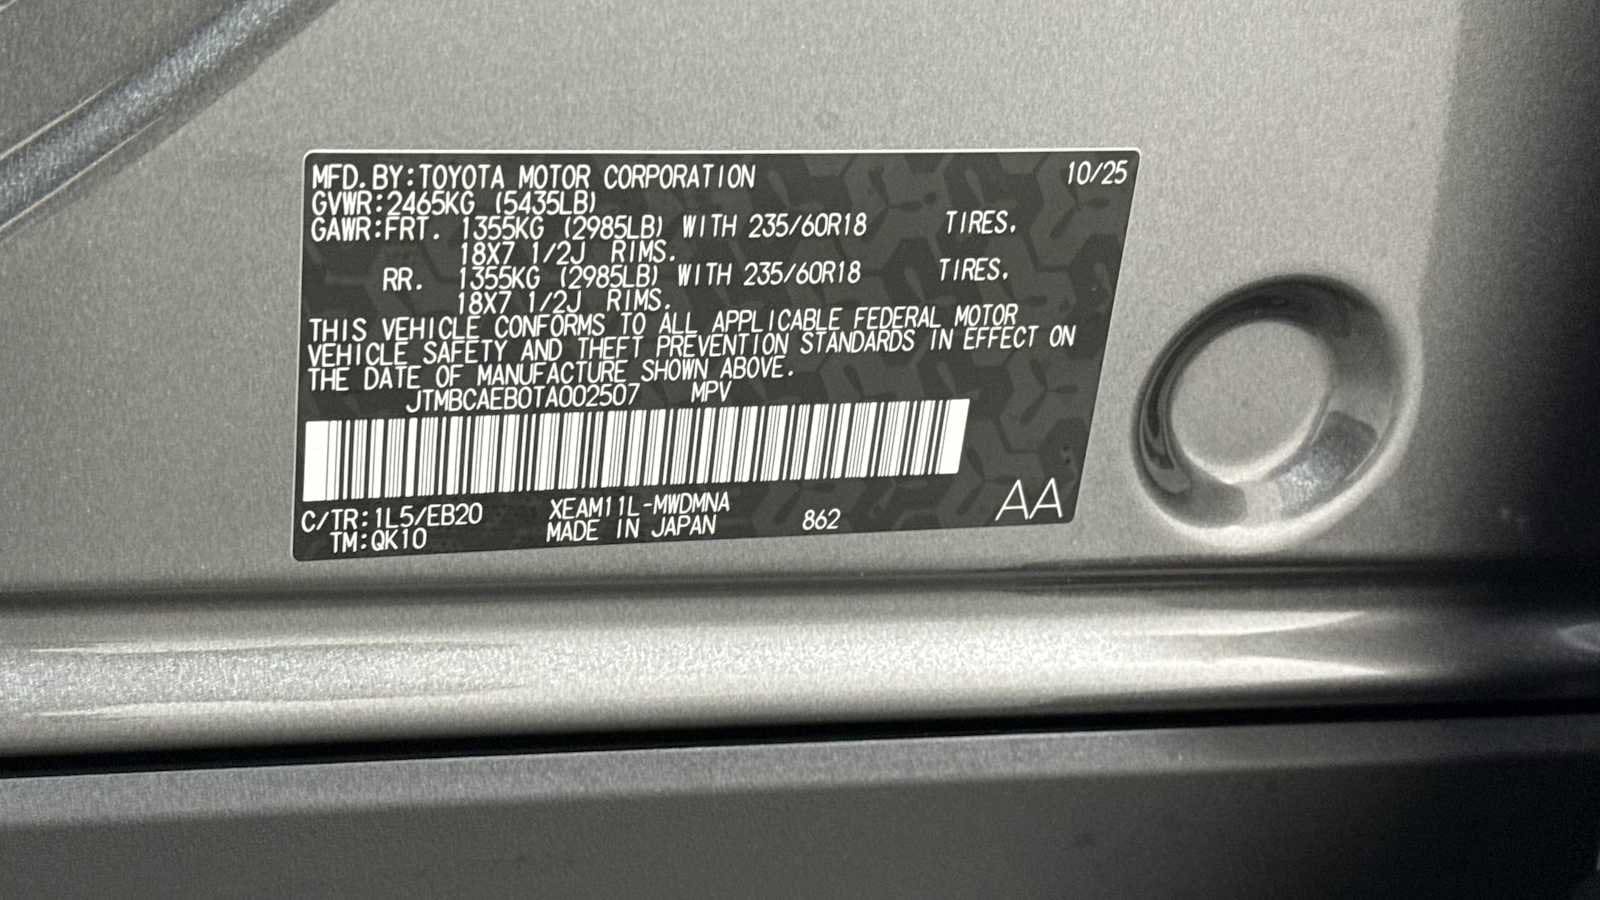 MFD. BY: TOYOTA MOTOR CORPORATION 10/25
GVWR: 2465KG (5435LB)
GAWR: FRT. 1355KG (2985LB) WITH 235/60R18 TIRES.
18X7 1/2J RIMS.
RR. 1355KG (2985LB) WITH 235/60R18 TIRES.
18X7 1/2J RIMS.
THIS VEHICLE CONFORMS TO ALL APPLICABLE FEDERAL MOTOR
VEHICLE SAFETY AND THEFT PREVENTION STANDARDS IN EFFECT ON
THE DATE OF MANUFACTURE SHOWN ABOVE.
JTMBCAEB0TA002507 MPV
C/TR: 1L5/EB20 XEAM11L-MWDMNA
TM: QK10 MADE IN JAPAN 862 AA